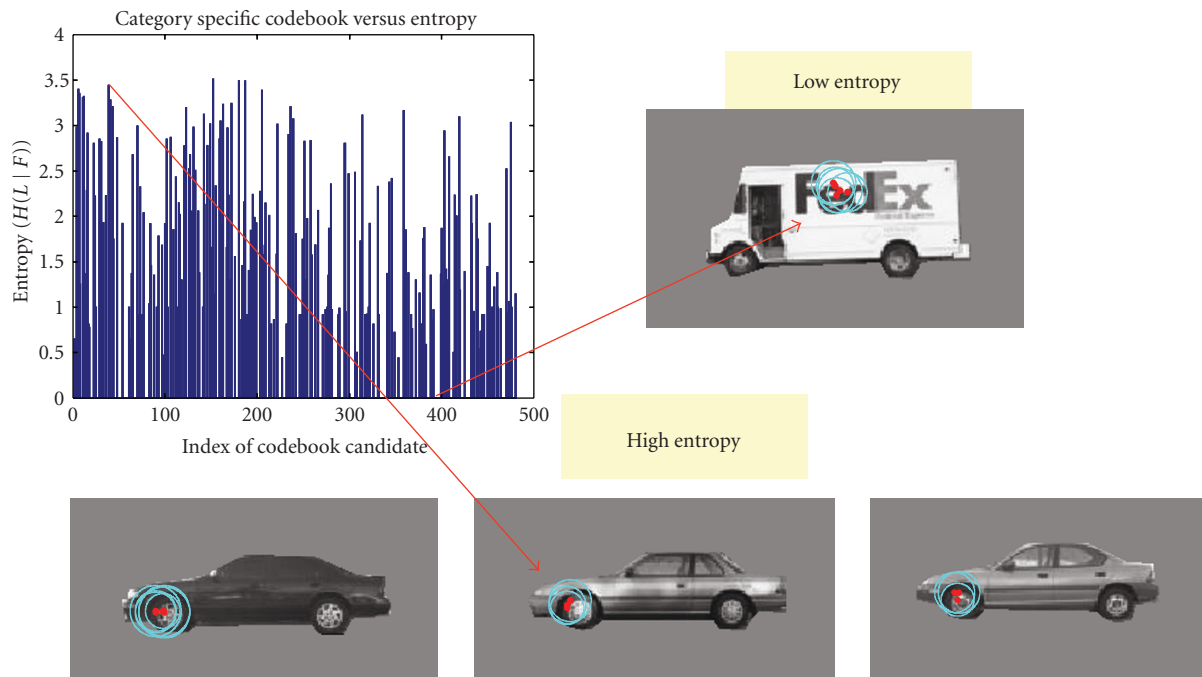 Category specific codebook versus entropy
4
3.5
3
2.5
2
1.5
1
0.5
0
Entropy (H(L | F))
0 100 200 300 400 500
Index of codebook candidate
Low entropy
Ex
High entropy